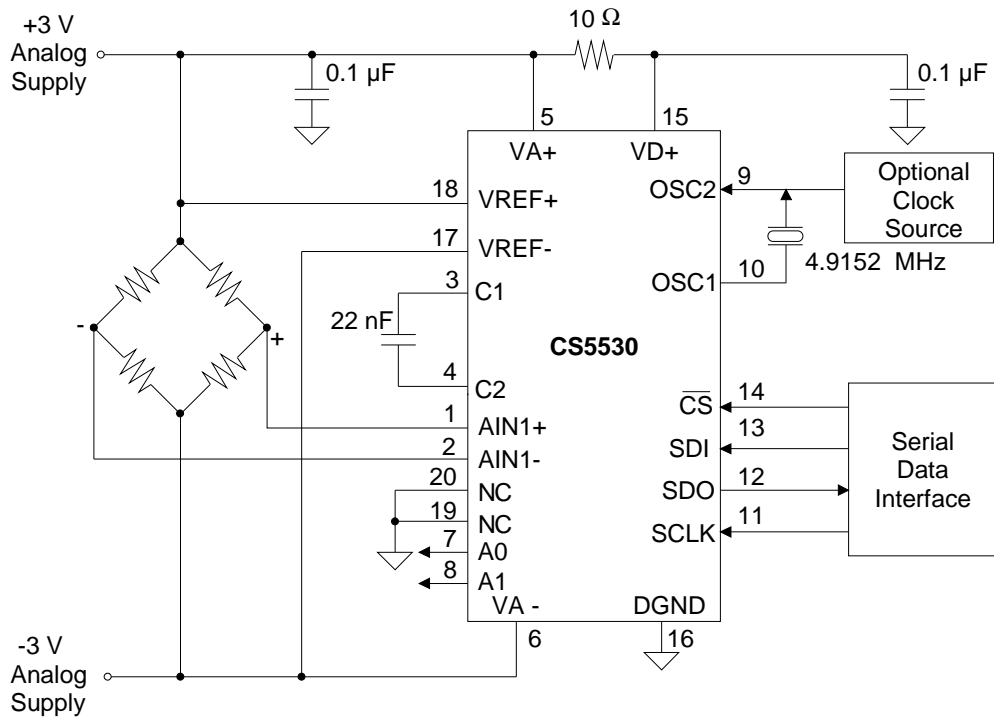 +3 V
Analog
Supply
10 Ω
0.1 µF
0.1 µF
5
15
VA+
VD+
18
VREF+
OSC2
9
Optional
Clock
Source
17
VREF-
4.9152 MHz
3
C1
OSC1
10
22 nF
CS5530
-
+
4
C2
CS
14
1
AIN1+
SDI
13
2
AIN1-
SDO
12
Serial
Data
Interface
20
NC
19
NC
SCLK
11
7
A0
8
A1
VA -
DGND
6
16
-3 V
Analog
Supply